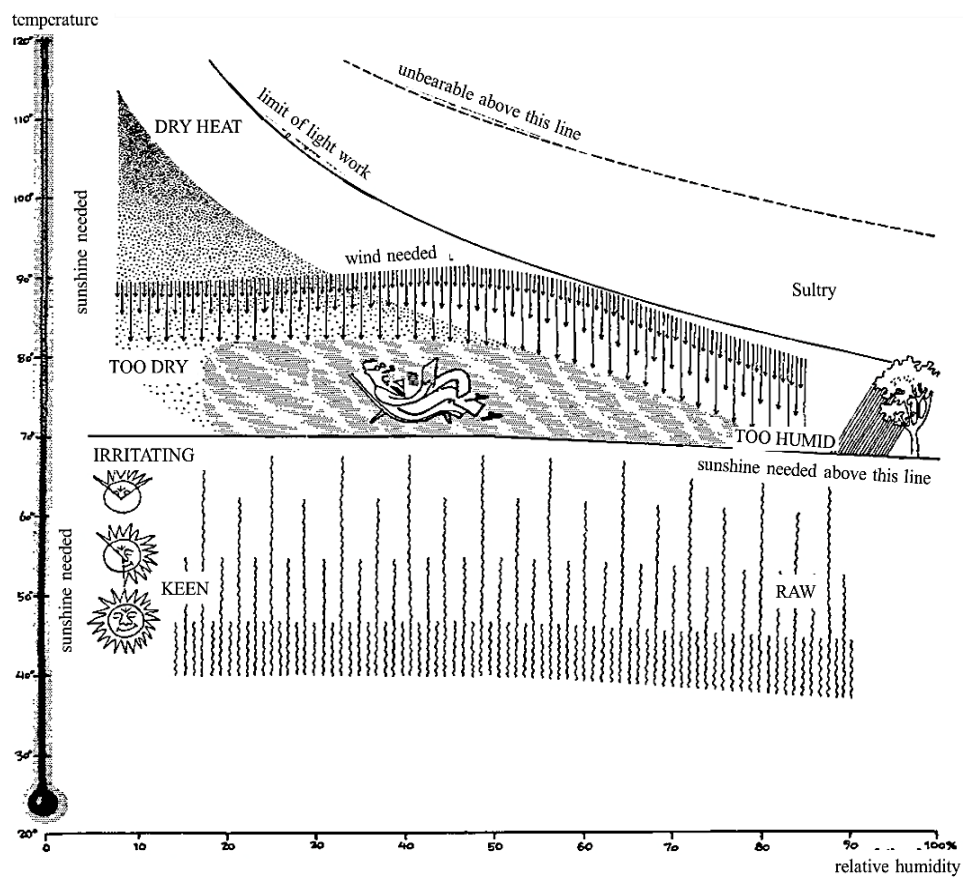 temperature
120°
110°
100°
90°
80°
70°
60°
50°
40°
30°
20°
unbearable above this line
limit of light work
DRY HEAT
sunshine needed
wind needed
Sultry
TOO DRY
TOO HUMID
sunshine needed above this line
IRRITATING
sunshine needed
KEEN
RAW
0 10 20 30 40 50 60 70 80 90 100%
relative humidity